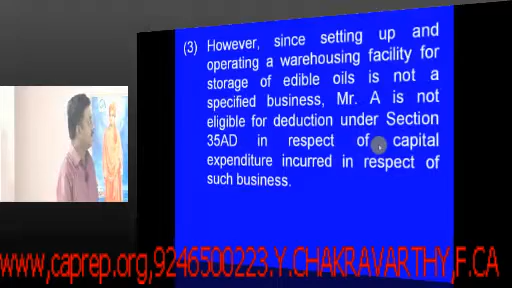 (3) However, since setting up and
operating a warehousing facility for
storage of edible oils is not a
specified business, Mr. A is not
eligible for deduction under Section
35AD in respect of capital
expenditure incurred in respect of
such business.
www,caprep.org,9246500223.Y.CHAKRAVARTHY,F.CA